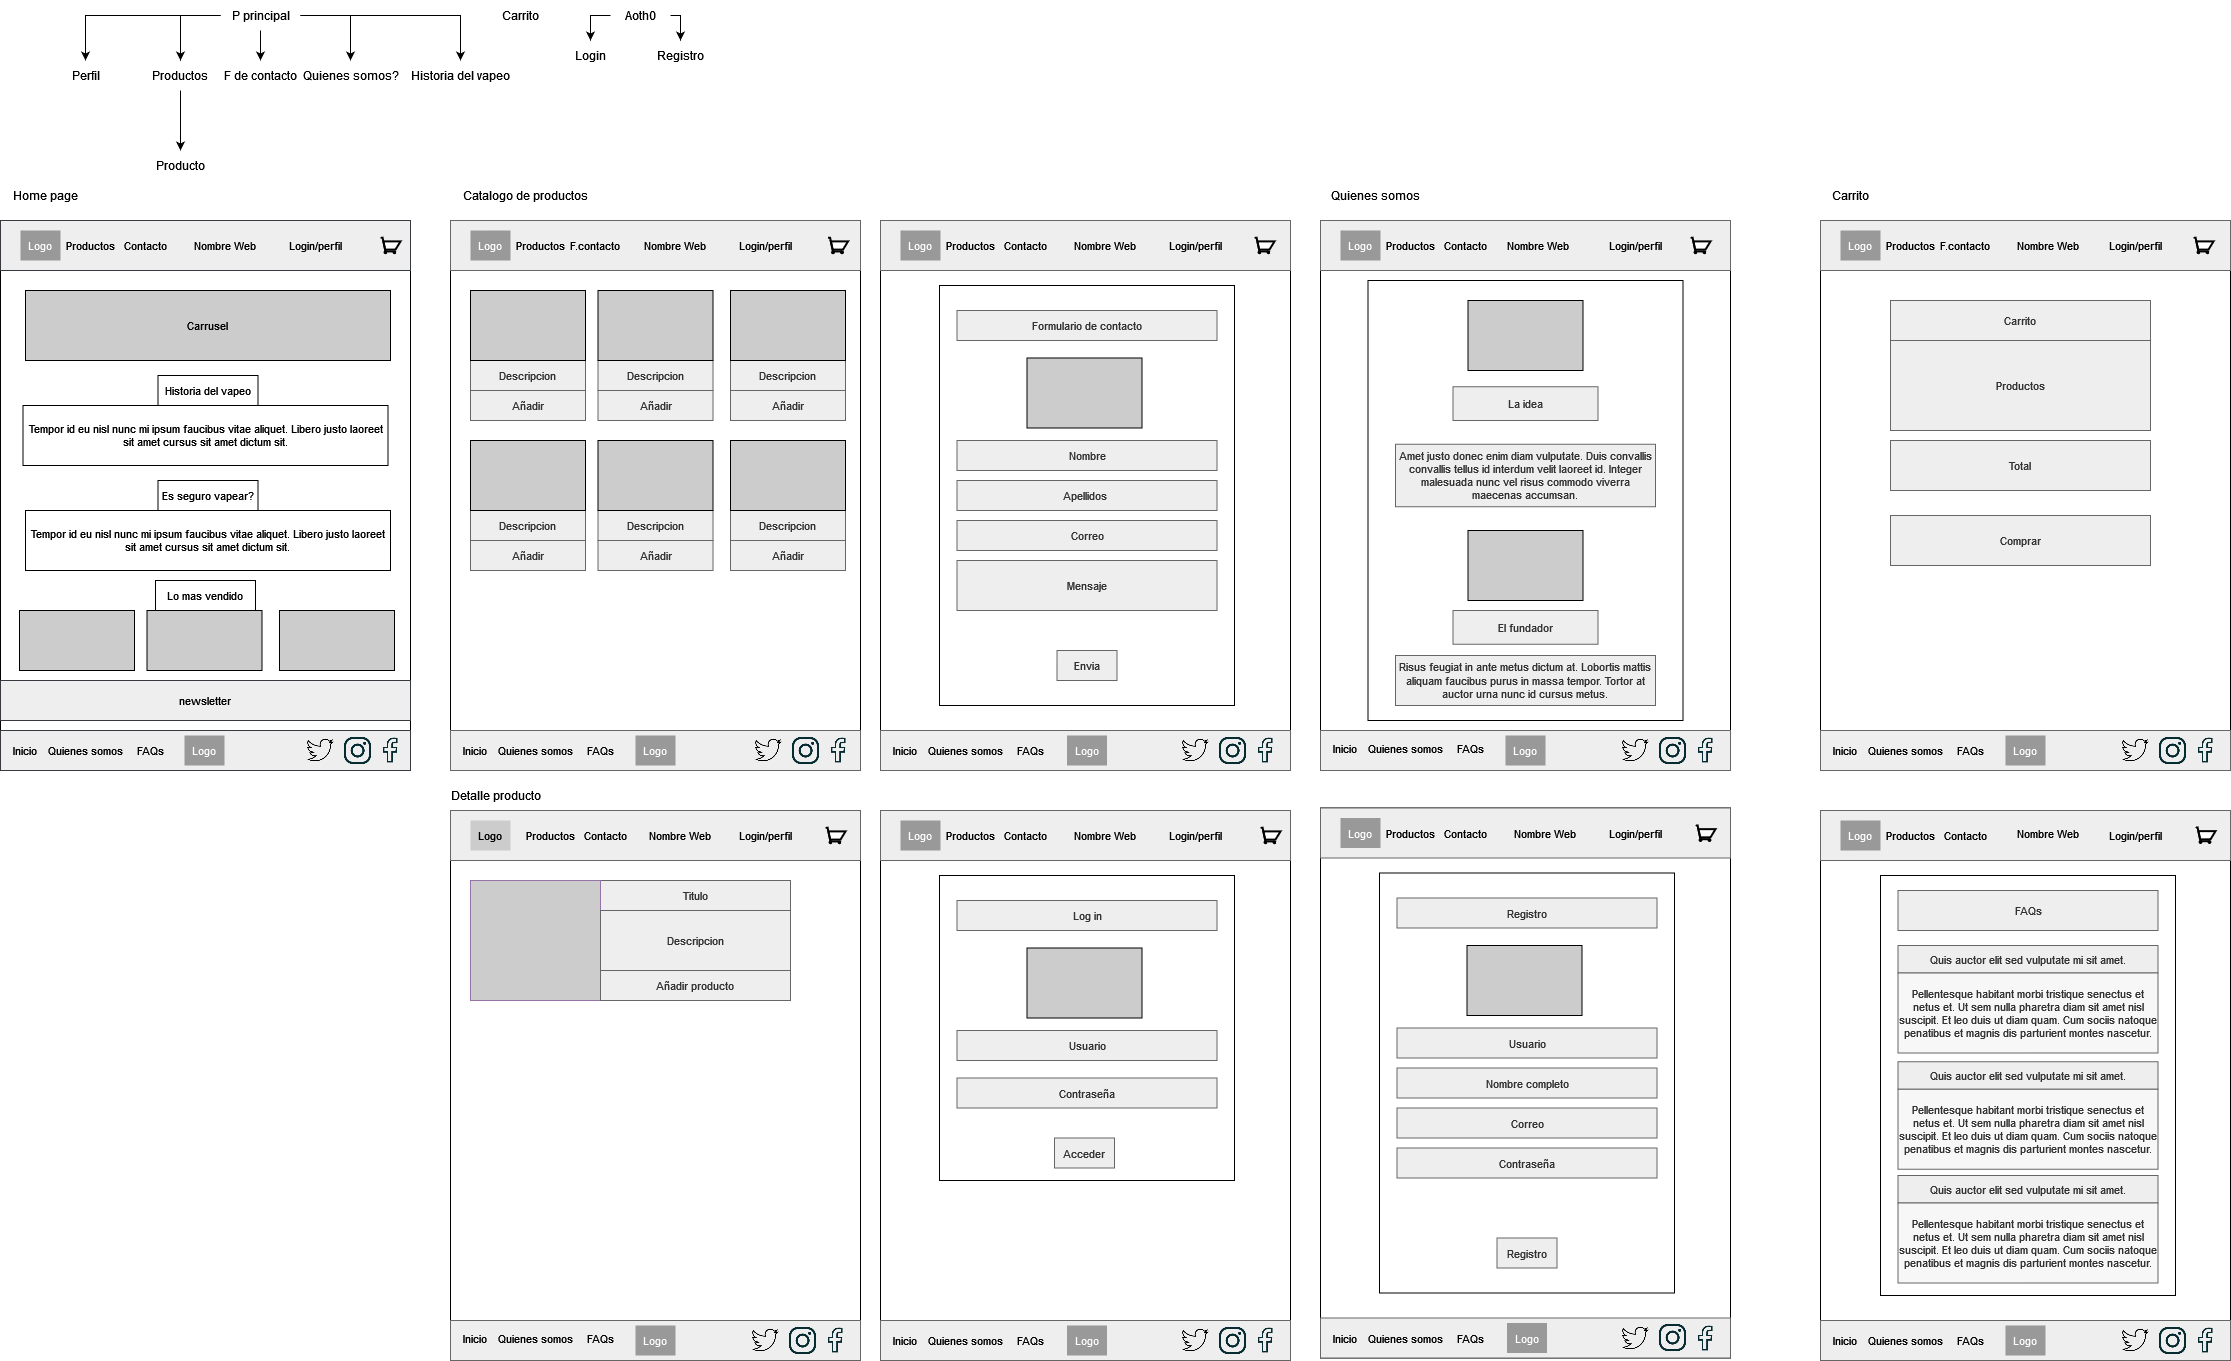 P principal
Carrito
Aoth0
Login
Registro
Perfil
Productos
F de contacto
Quienes somos?
Historia del vapeo
Producto
Home page
Logo
Productos
Contacto
Nombre Web
Login/perfil
Carrusel
Historia del vapeo
Tempor id eu nisl nunc mi ipsum faucibus vitae aliquet. Libero justo laoreet
sit amet cursus sit amet dictum sit.
Es seguro vapear?
Tempor id eu nisl nunc mi ipsum faucibus vitae aliquet. Libero justo laoreet
sit amet cursus sit amet dictum sit.
Lo mas vendido
newsletter
Inicio
Quienes somos
FAQs
Logo
Catalogo de productos
Logo
Productos
F.contacto
Nombre Web
Login/perfil
Descripcion
Descripcion
Descripcion
Añadir
Añadir
Añadir
Descripcion
Descripcion
Descripcion
Añadir
Añadir
Añadir
Inicio
Quienes somos
FAQs
Logo
Logo
Productos
Contacto
Nombre Web
Login/perfil
Formulario de contacto
Nombre
Apellidos
Correo
Mensaje
Envia
Inicio
Quienes somos
FAQs
Logo
Quienes somos
Logo
Productos
Contacto
Nombre Web
Login/perfil
La idea
Amet justo donec enim diam vulputate. Duis convallis
convallis tellus id interdum velit laoreet id. Integer
malesuada nunc vel risus commodo viverra
maecenas accumsan.
El fundador
Risus feugiat in ante metus dictum at. Lobortis mattis
aliquam faucibus purus in massa tempor. Tortor at
auctor urna nunc id cursus metus.
Inicio
Quienes somos
FAQs
Logo
Carrito
Logo
Productos
F.contacto
Nombre Web
Login/perfil
Carrito
Productos
Total
Comprar
Inicio
Quienes somos
FAQs
Logo
Detalle producto
Logo
Productos
Contacto
Nombre Web
Login/perfil
Titulo
Descripcion
Añadir producto
Inicio
Quienes somos
FAQs
Logo
Logo
Productos
Contacto
Nombre Web
Login/perfil
Log in
Usuario
Contraseña
Acceder
Inicio
Quienes somos
FAQs
Logo
Logo
Productos
Contacto
Nombre Web
Login/perfil
Registro
Usuario
Nombre completo
Correo
Contraseña
Registro
Inicio
Quienes somos
FAQs
Logo
Logo
Productos
Contacto
Nombre Web
Login/perfil
FAQs
Quis auctor elit sed vulputate mi sit amet.
Pellentesque habitant morbi tristique senectus et
netus et. Ut sem nulla pharetra diam sit amet nisl
suscipit. Et leo duis ut diam quam. Cum sociis natoque
penatibus et magnis dis parturient montes nascetur.
Quis auctor elit sed vulputate mi sit amet.
Pellentesque habitant morbi tristique senectus et
netus et. Ut sem nulla pharetra diam sit amet nisl
suscipit. Et leo duis ut diam quam. Cum sociis natoque
penatibus et magnis dis parturient montes nascetur.
Quis auctor elit sed vulputate mi sit amet.
Pellentesque habitant morbi tristique senectus et
netus et. Ut sem nulla pharetra diam sit amet nisl
suscipit. Et leo duis ut diam quam. Cum sociis natoque
penatibus et magnis dis parturient montes nascetur.
Inicio
Quienes somos
FAQs
Logo